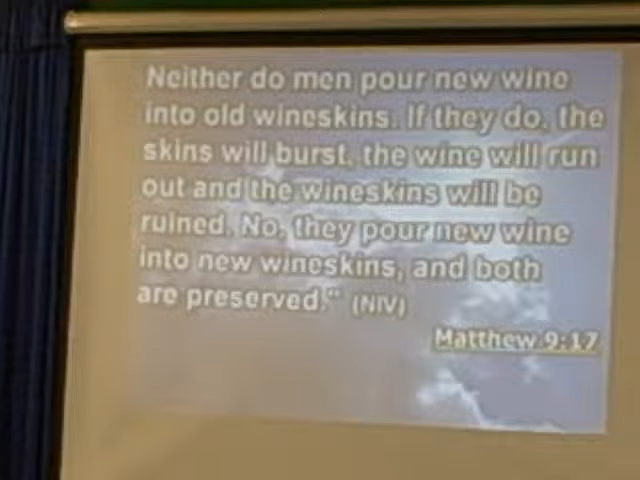 Neither do men pour new wine
into old wineskins. If they do, the
skins will burst, the wine will run
out and the wineskins will be
ruined. No, they pour new wine
into new wineskins, and both
are preserved." (NIV)
Matthew 9:17